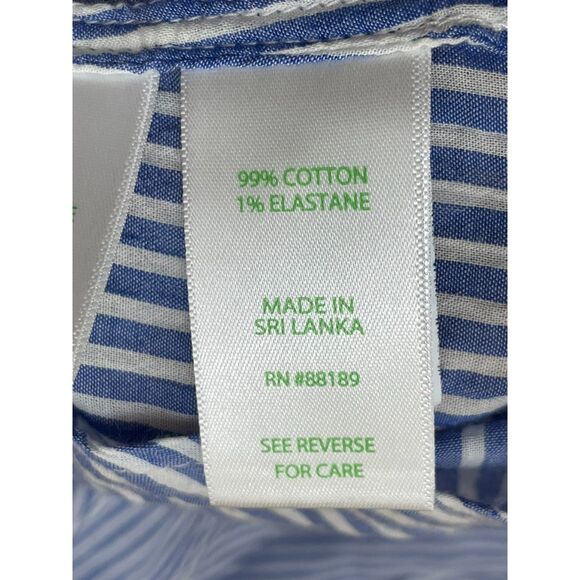 99% COTTON
1% ELASTANE
MADE IN
SRI LANKA
RN #88189
SEE REVERSE
FOR CARE